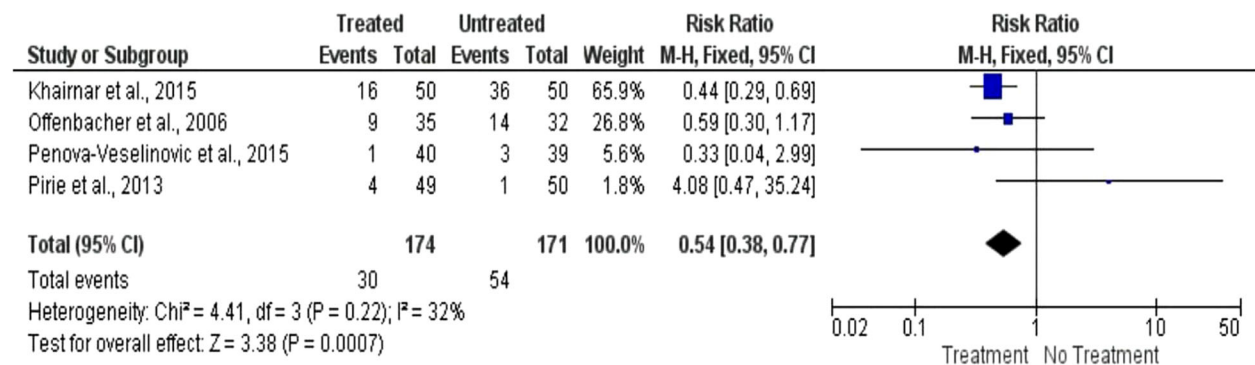 Treated Untreated Risk Ratio Risk Ratio
Study or Subgroup Events Total Events Total Weight M-H, Fixed, 95% CI M-H, Fixed, 95% CI
Khairnar et al., 2015 16 50 36 50 65.9% 0.44 [0.29, 0.69]
Offenbacher et al., 2006 9 35 14 32 26.8% 0.59 [0.30, 1.17]
Penova-Veselinovic et al., 2015 1 40 3 39 5.6% 0.33 [0.04, 2.99]
Pirie et al., 2013 4 49 1 50 1.8% 4.08 [0.47, 35.24]
Total (95% CI) 174 171 100.0% 0.54 [0.38, 0.77]
Total events 30 54
Heterogeneity: Chi² = 4.41, df = 3 (P = 0.22); I² = 32%
Test for overall effect: Z = 3.38 (P = 0.0007)
0.02 0.1 1 10 50
Treatment No Treatment